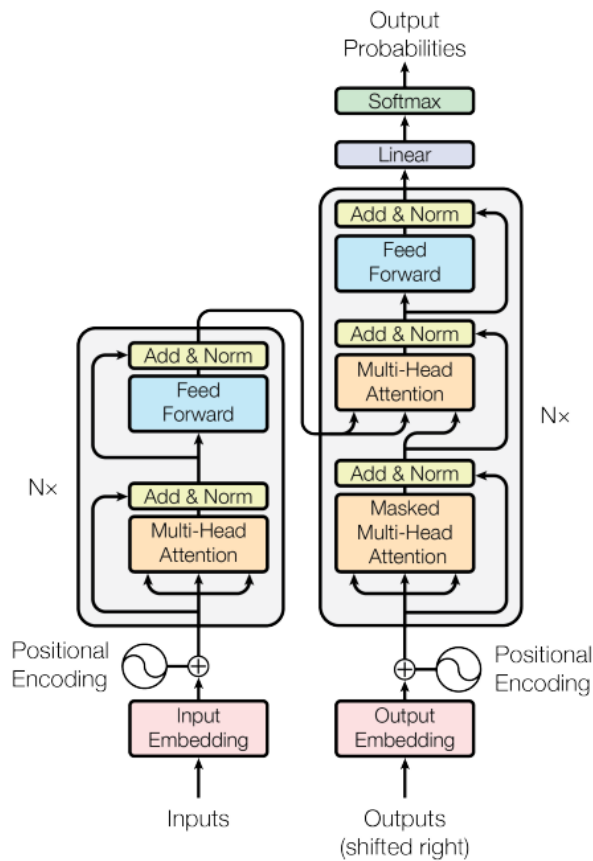 Output
Probabilities
Softmax
Linear
Add & Norm
Feed
Forward
Add & Norm
Multi-Head
Attention
Add & Norm
Masked
Multi-Head
Attention
N×
Add & Norm
Feed
Forward
Add & Norm
Multi-Head
Attention
N×
Positional
Encoding
Positional
Encoding
Input
Embedding
Output
Embedding
Inputs
Outputs
(shifted right)